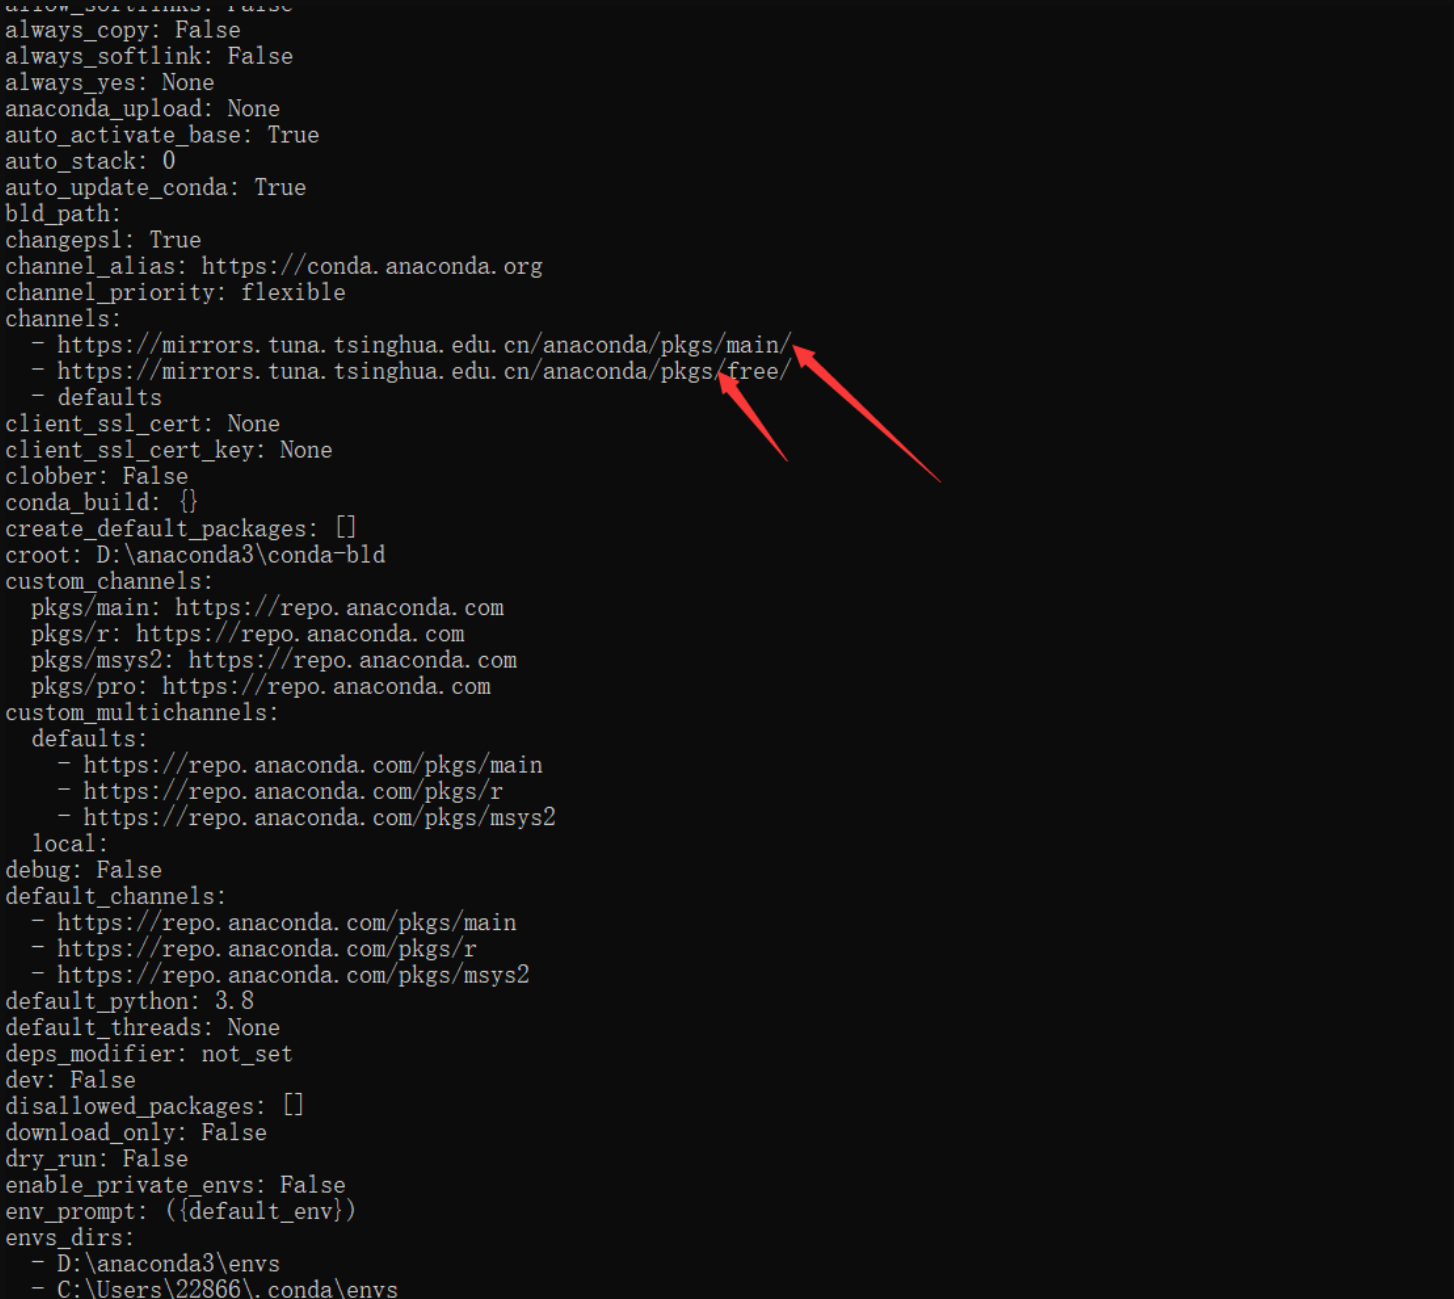 allow_softlinks: False
always_copy: False
always_softlink: False
always_yes: None
anaconda_upload: None
auto_activate_base: True
auto_stack: 0
auto_update_conda: True
bld_path:
changeps1: True
channel_alias: https://conda.anaconda.org
channel_priority: flexible
channels:
  - https://mirrors.tuna.tsinghua.edu.cn/anaconda/pkgs/main/
  - https://mirrors.tuna.tsinghua.edu.cn/anaconda/pkgs/free/
  - defaults
client_ssl_cert: None
client_ssl_cert_key: None
clobber: False
conda_build: {}
create_default_packages: []
croot: D:\anaconda3\conda-bld
custom_channels:
  pkgs/main: https://repo.anaconda.com
  pkgs/r: https://repo.anaconda.com
  pkgs/msys2: https://repo.anaconda.com
  pkgs/pro: https://repo.anaconda.com
custom_multichannels:
  defaults:
    - https://repo.anaconda.com/pkgs/main
    - https://repo.anaconda.com/pkgs/r
    - https://repo.anaconda.com/pkgs/msys2
  local:
debug: False
default_channels:
  - https://repo.anaconda.com/pkgs/main
  - https://repo.anaconda.com/pkgs/r
  - https://repo.anaconda.com/pkgs/msys2
default_python: 3.8
default_threads: None
deps_modifier: not_set
dev: False
disallowed_packages: []
download_only: False
dry_run: False
enable_private_envs: False
env_prompt: ({default_env})
envs_dirs:
  - D:\anaconda3\envs
  - C:\Users\22866\.conda\envs